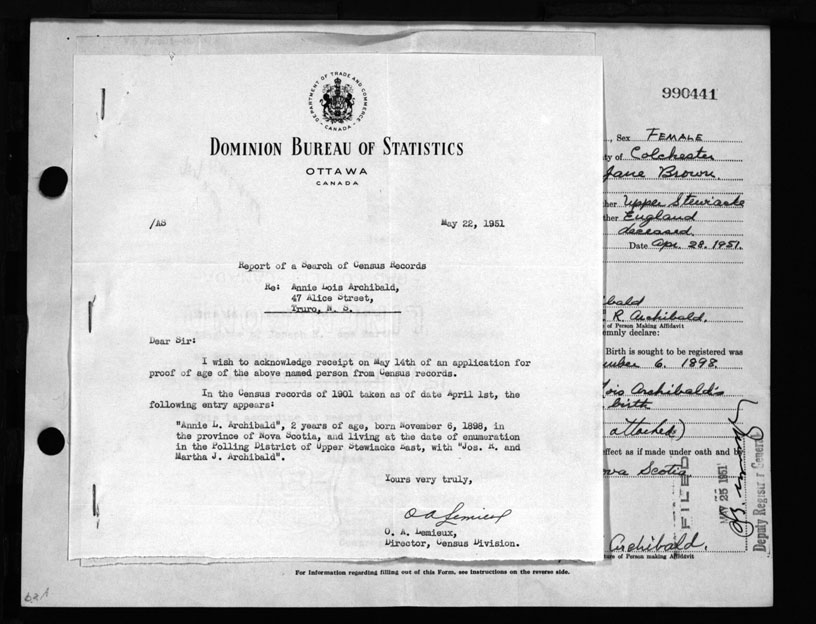 DEPARTMENT OF TRADE AND COMMERCE
CANADA
DOMINION BUREAU OF STATISTICS
OTTAWA
CANADA
/AS
May 22, 1951
Report of a Search of Census Records
Re: Annie Lois Archibald,
47 Alice Street,
Truro, N. S.
Dear Sir:
I wish to acknowledge receipt on May 14th of an application for
proof of age of the above named person from Census records.
In the Census records of 1901 taken as of date April 1st, the
following entry appears:
"Annie L. Archibald", 2 years of age, born November 6, 1898, in
the province of Nova Scotia, and living at the date of enumeration
in the Polling District of Upper Stewiacke East, with "Jos. R. and
Martha J. Archibald".
Yours very truly,
O A Lemieux
O. A. Lemieux,
Director, Census Division.
990441
Sex FEMALE
ty of Colchester
Jane Brown.
her Upper Stewiacke
ther England
deceased.
Date Apr. 28. 1951.
bald
R. Archibald.
of Person Making Affidavit
emnly declare:
Birth is sought to be registered was
mber 6. 1898.
Lois Archibald's
birth
attached)
effect as if made under oath and by
ova Scotia
FILED
MAY 25 1951
Deputy Registrar General
Archibald.
ture of Person making Affidavit
For Information regarding filling out of this Form, see instructions on the reverse side.